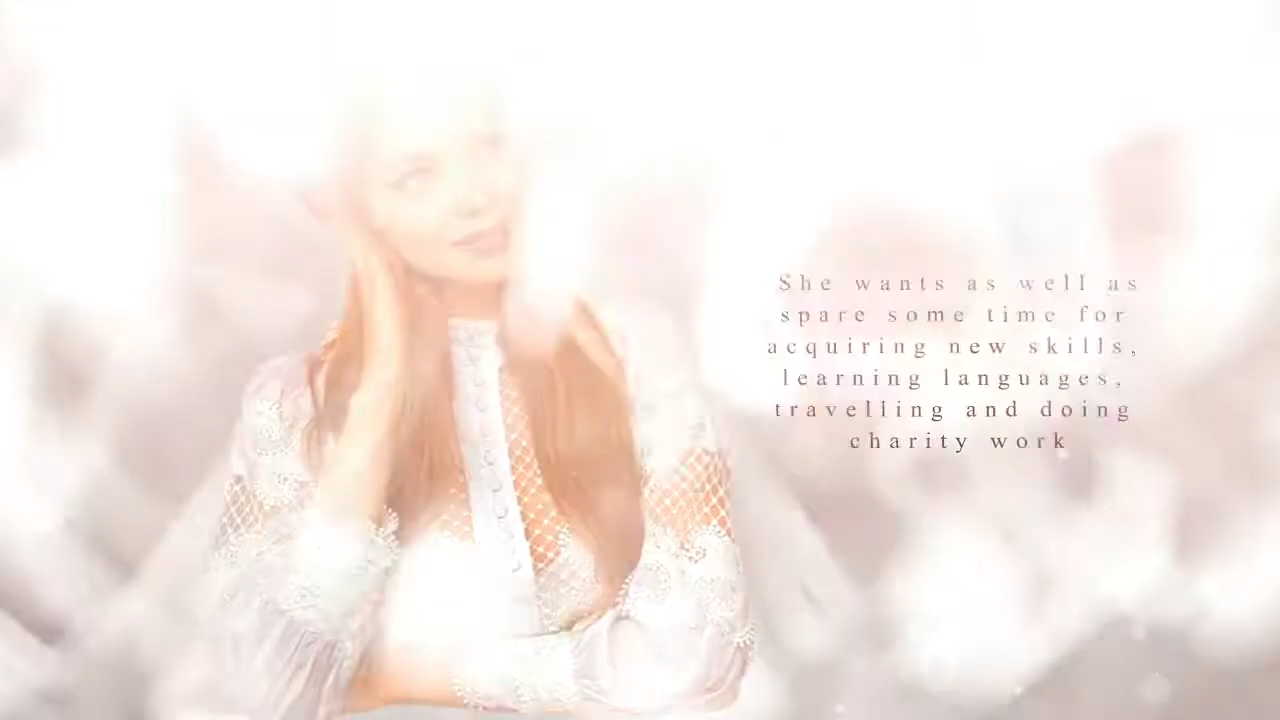 She wants as well as
spare some time for
acquiring new skills,
learning languages,
travelling and doing
charity work